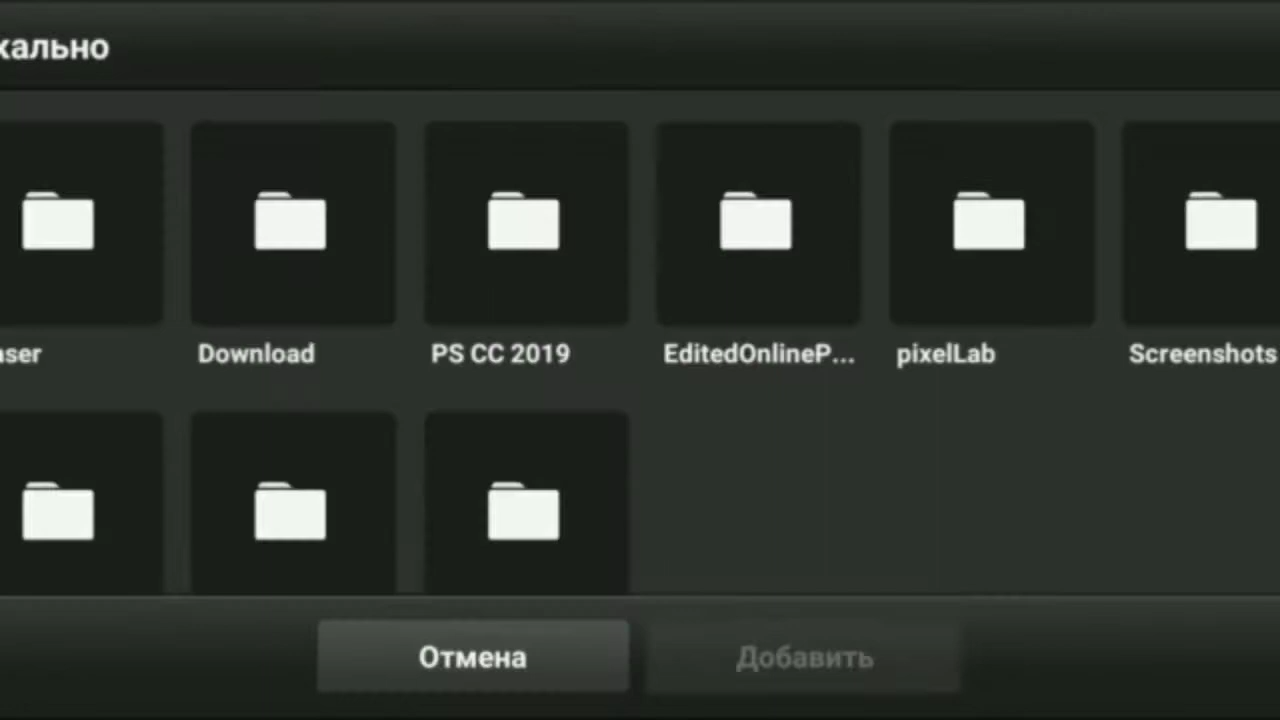 кально
aser
Download
PS CC 2019
EditedOnlineP...
pixelLab
Screenshots
Отмена
Добавить